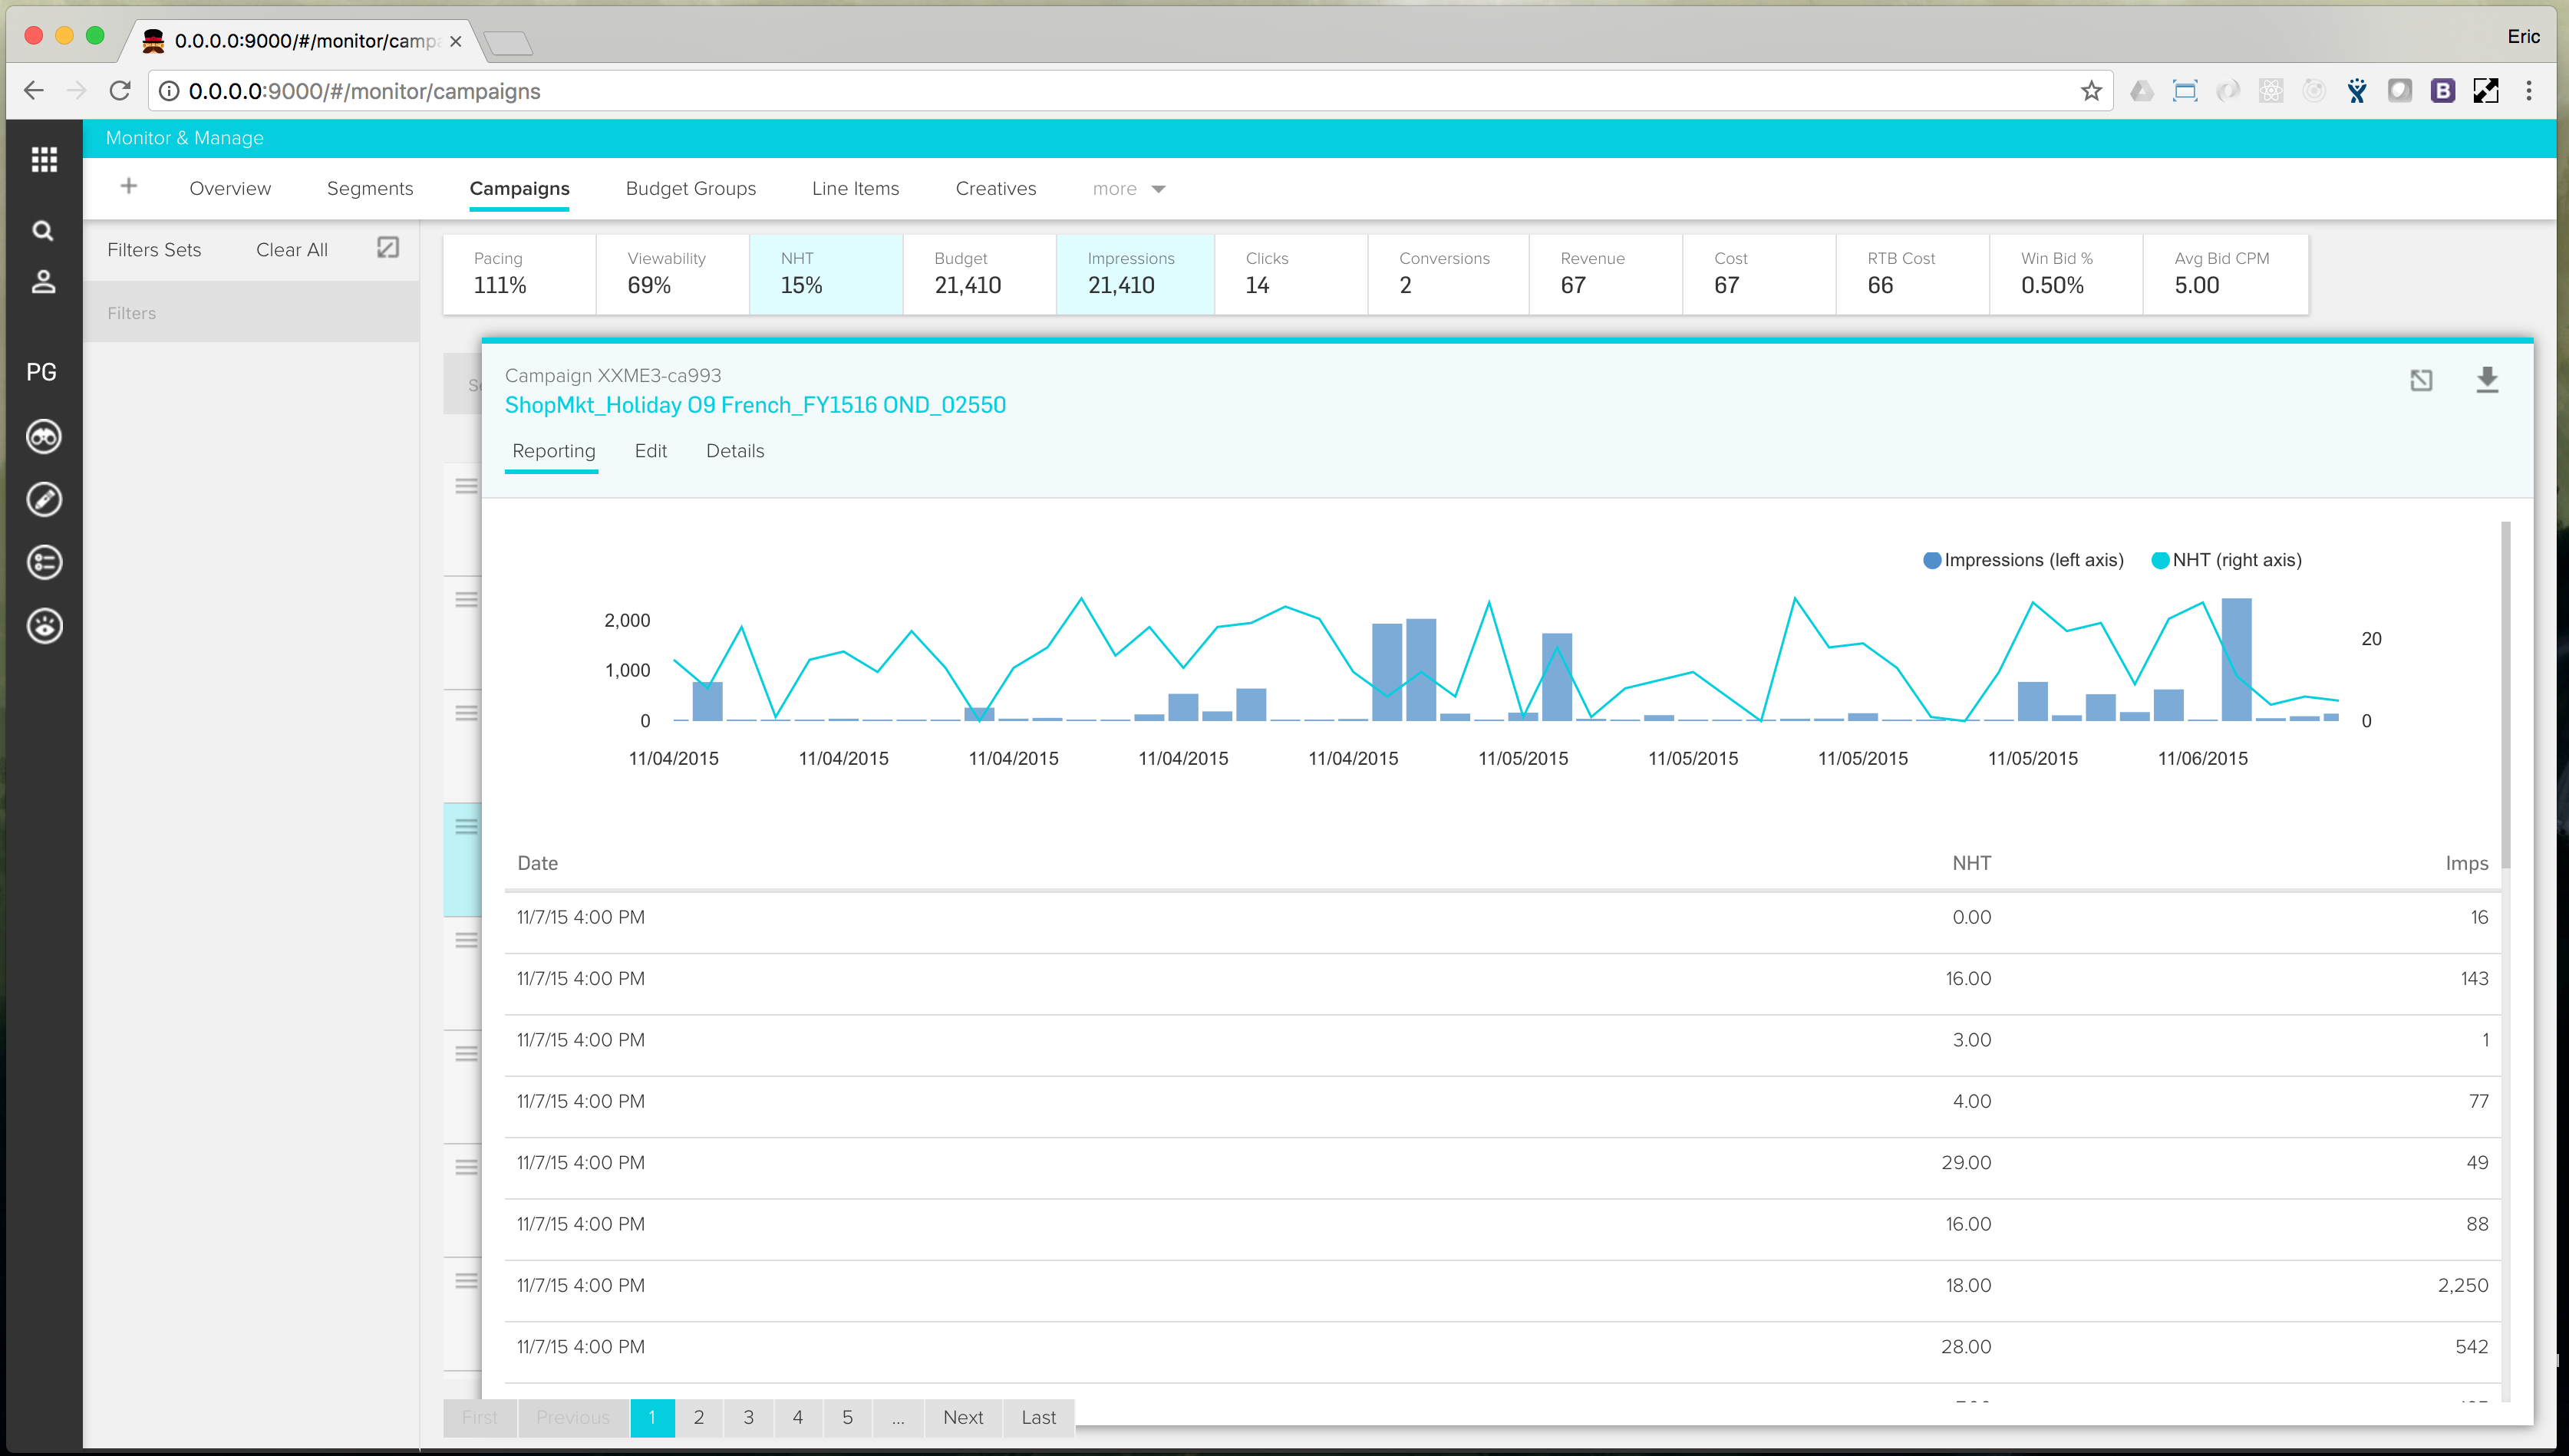 0.0.0.0:9000/#/monitor/campa
Eric
0.0.0.0:9000/#/monitor/campaigns
Monitor & Manage
+ Overview Segments Campaigns Budget Groups Line Items Creatives more
Filters Sets Clear All
Filters
PG
Pacing Viewability NHT Budget Impressions Clicks Conversions Revenue Cost RTB Cost Win Bid % Avg Bid CPM
111% 69% 15% 21,410 21,410 14 2 67 67 66 0.50% 5.00
Campaign XXME3-ca993
ShopMkt_Holiday O9 French_FY1516 OND_02550
Reporting Edit Details
Impressions (left axis) NHT (right axis)
2,000
20
1,000
0 0
11/04/2015 11/04/2015 11/04/2015 11/04/2015 11/04/2015 11/05/2015 11/05/2015 11/05/2015 11/05/2015 11/06/2015
Date NHT Imps
11/7/15 4:00 PM 0.00 16
11/7/15 4:00 PM 16.00 143
11/7/15 4:00 PM 3.00 1
11/7/15 4:00 PM 4.00 77
11/7/15 4:00 PM 29.00 49
11/7/15 4:00 PM 16.00 88
11/7/15 4:00 PM 18.00 2,250
11/7/15 4:00 PM 28.00 542
First Previous 1 2 3 4 5 ... Next Last